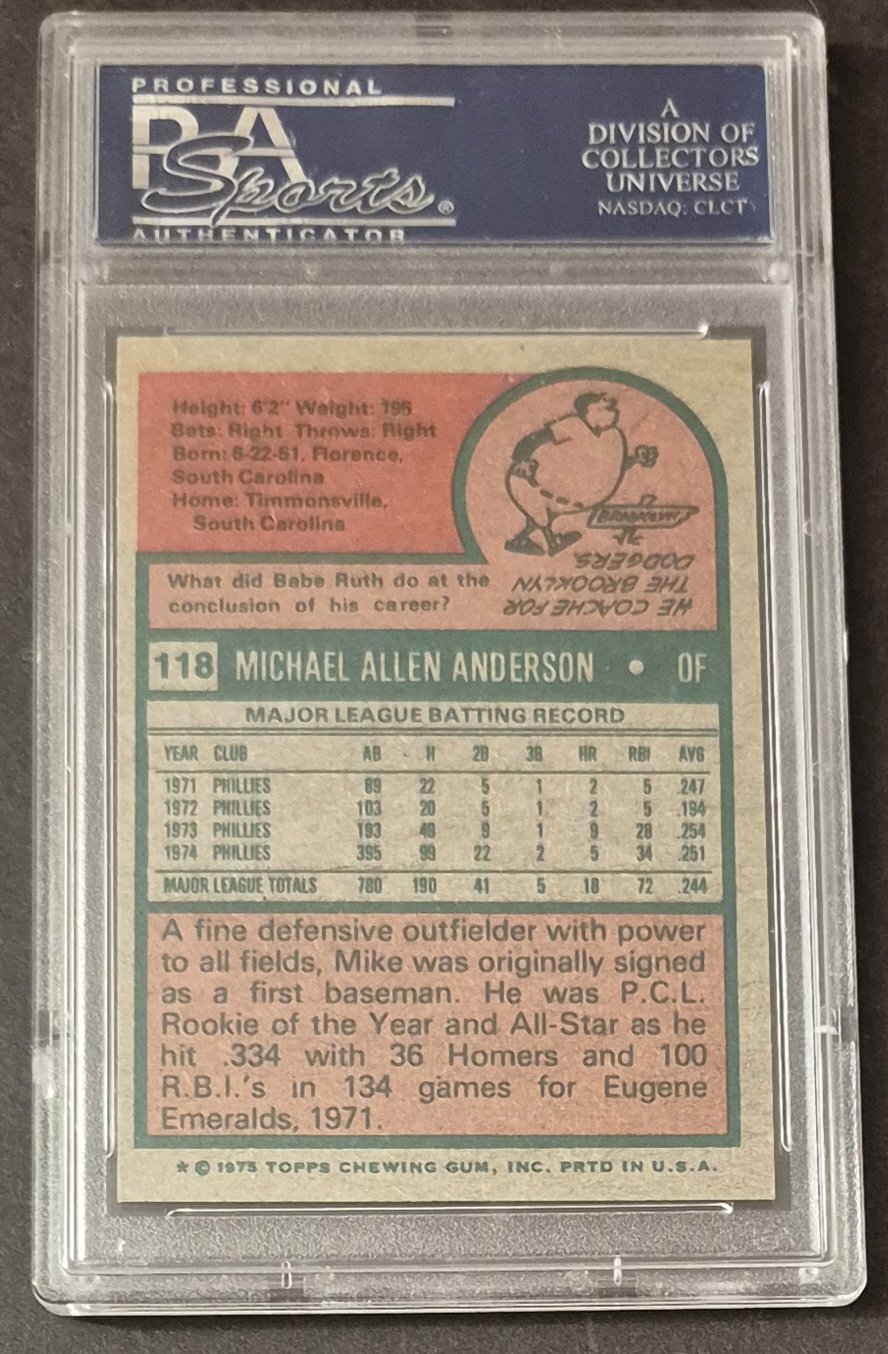 PROFESSIONAL
PSA
Sports®
AUTHENTICATOR
A
DIVISION OF
COLLECTORS
UNIVERSE
NASDAQ: CLCT
Height: 6'2" Weight: 195
Bats: Right Throws: Right
Born: 6-22-51, Florence,
South Carolina
Home: Timmonsville,
South Carolina
What did Babe Ruth do at the
conclusion of his career?
BROOKLYN
HE COACHED FOR
THE BROOKLYN
DODGERS.
118 MICHAEL ALLEN ANDERSON • OF
MAJOR LEAGUE BATTING RECORD
YEAR CLUB AB H 2B 3B HR RBI AVG
1971 PHILLIES 89 22 5 1 2 5 .247
1972 PHILLIES 103 20 5 1 2 5 .194
1973 PHILLIES 193 49 9 1 9 28 .254
1974 PHILLIES 395 99 22 2 5 34 .251
MAJOR LEAGUE TOTALS 780 190 41 5 18 72 .244
A fine defensive outfielder with power
to all fields, Mike was originally signed
as a first baseman. He was P.C.L.
Rookie of the Year and All-Star as he
hit .334 with 36 Homers and 100
R.B.I.'s in 134 games for Eugene
Emeralds, 1971.
★ © 1975 TOPPS CHEWING GUM, INC. PRTD IN U.S.A.